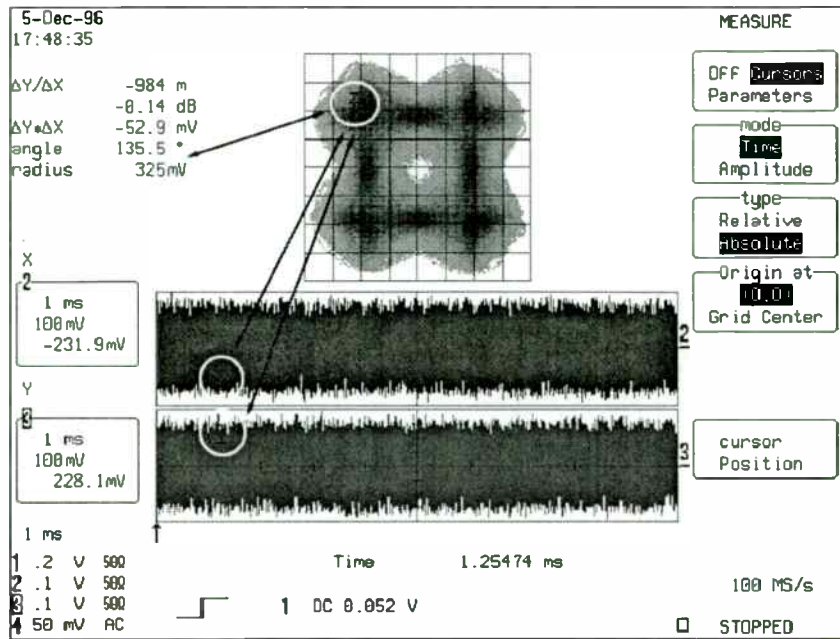 5-Dec-96
17:48:35
ΔY/ΔX -984 m
-0.14 dB
ΔY*ΔX -52.9 mV
angle 135.5 °
radius 325mV
X
2
1 ms
100mV
-231.9mV
Y
3
1 ms
100mV
228.1mV
2
3
1 ms
1 .2 V 50Ω
2 .1 V 50Ω
3 .1 V 50Ω
4 50 mV AC
Time 1.25474 ms
1 DC 0.052 V
MEASURE
OFF Cursors
Parameters
mode
Time
Amplitude
type
Relative
Absolute
Origin at
(0.0)
Grid Center
cursor
Position
100 MS/s
STOPPED